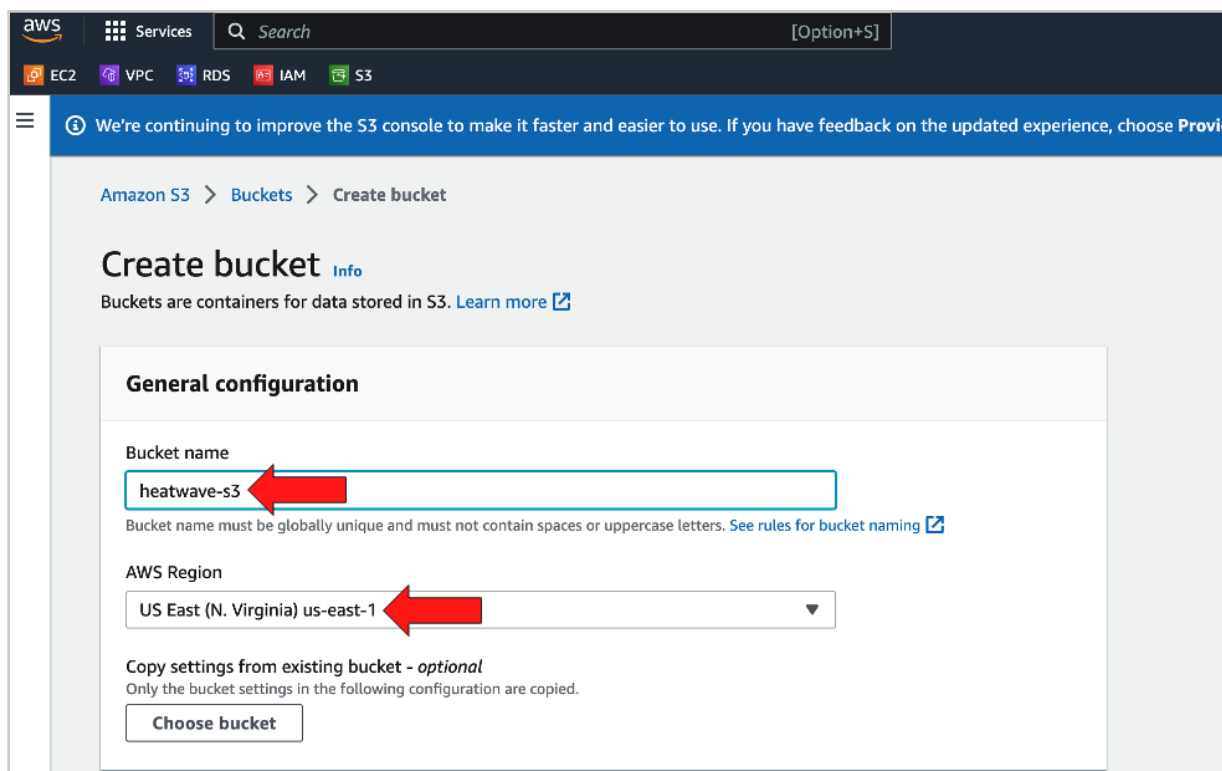 aws
Services
Search
[Option+S]
EC2 VPC RDS IAM S3
We're continuing to improve the S3 console to make it faster and easier to use. If you have feedback on the updated experience, choose
Amazon S3 > Buckets > Create bucket
Create bucket Info
Buckets are containers for data stored in S3. Learn more
General configuration
Bucket name
heatwave-s3
Bucket name must be globally unique and must not contain spaces or uppercase letters. See rules for bucket naming
AWS Region
US East (N. Virginia) us-east-1
Copy settings from existing bucket - optional
Only the bucket settings in the following configuration are copied.
Choose bucket